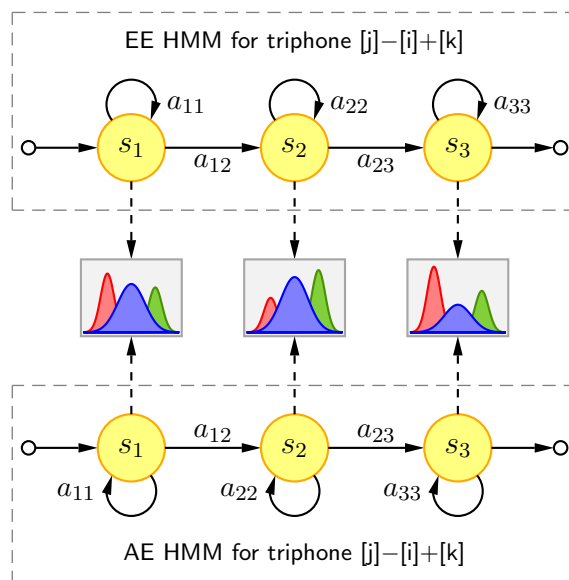 EE HMM for triphone [j]−[i]+[k]
a11 a22 a33
s1 s2 s3
a12 a23
a12 a23
s1 s2 s3
a11 a22 a33
AE HMM for triphone [j]−[i]+[k]